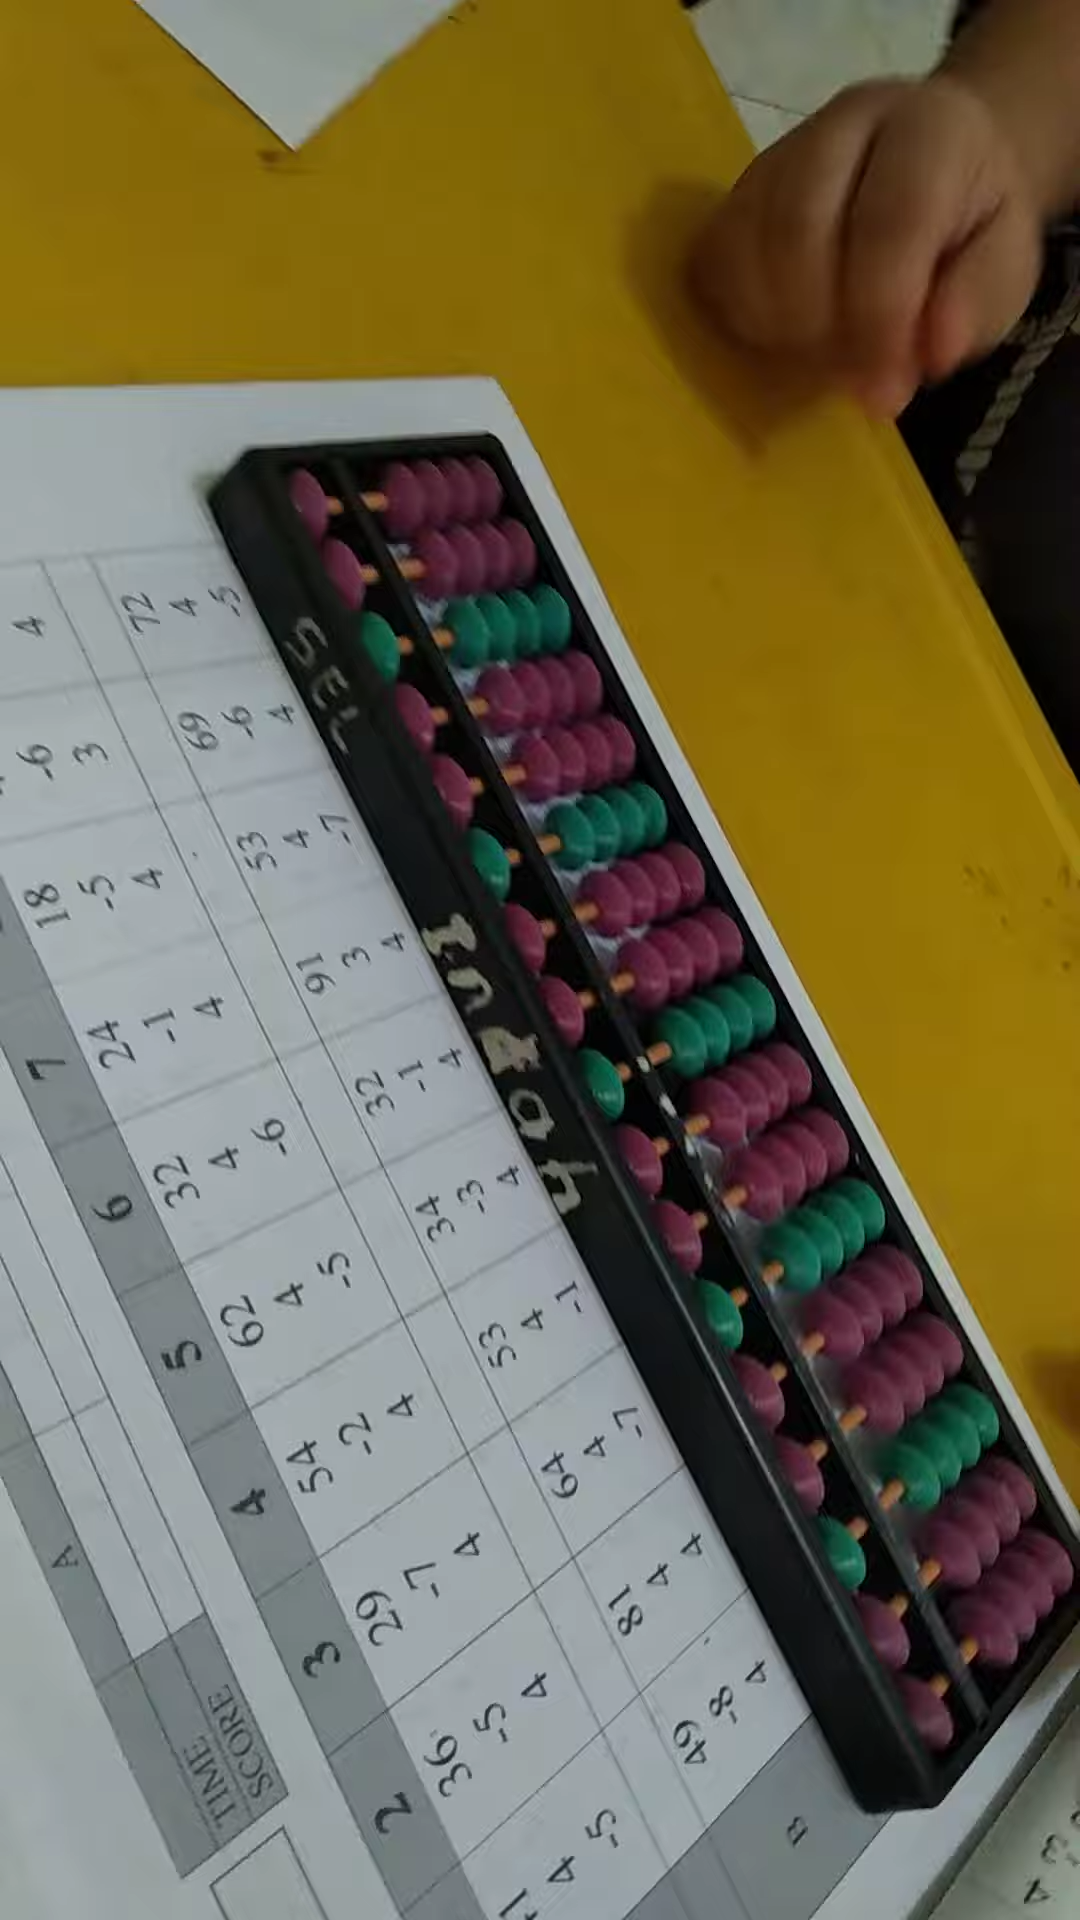 TIME
SCORE
A
2 3 4 5 6 7
36 29 54 62 32 24 18
4 -5 -7 -2 4 4 -1 -5 -6 4
-5 4 4 4 -5 -6 4 4 3
B
49 81 64 53 34 32 91 53 69 72
-8 4 4 4 -3 -1 3 4 -6 4
4 4 -7 -1 4 4 4 -7 4 -5
SEL
Indah
4